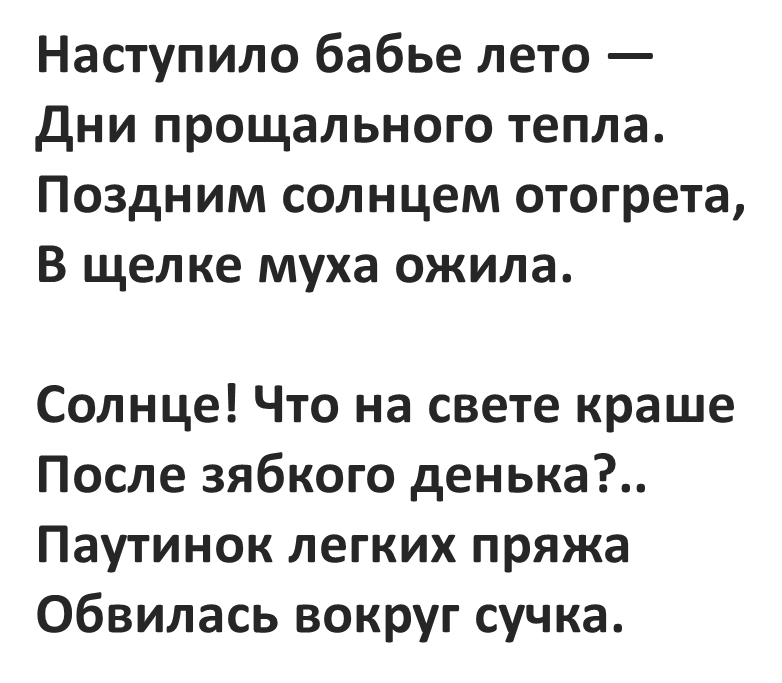 Наступило бабье лето —
Дни прощального тепла.
Поздним солнцем отогрета,
В щелке муха ожила.
Солнце! Что на свете краше
После зябкого денька?..
Паутинок легких пряжа
Обвилась вокруг сучка.